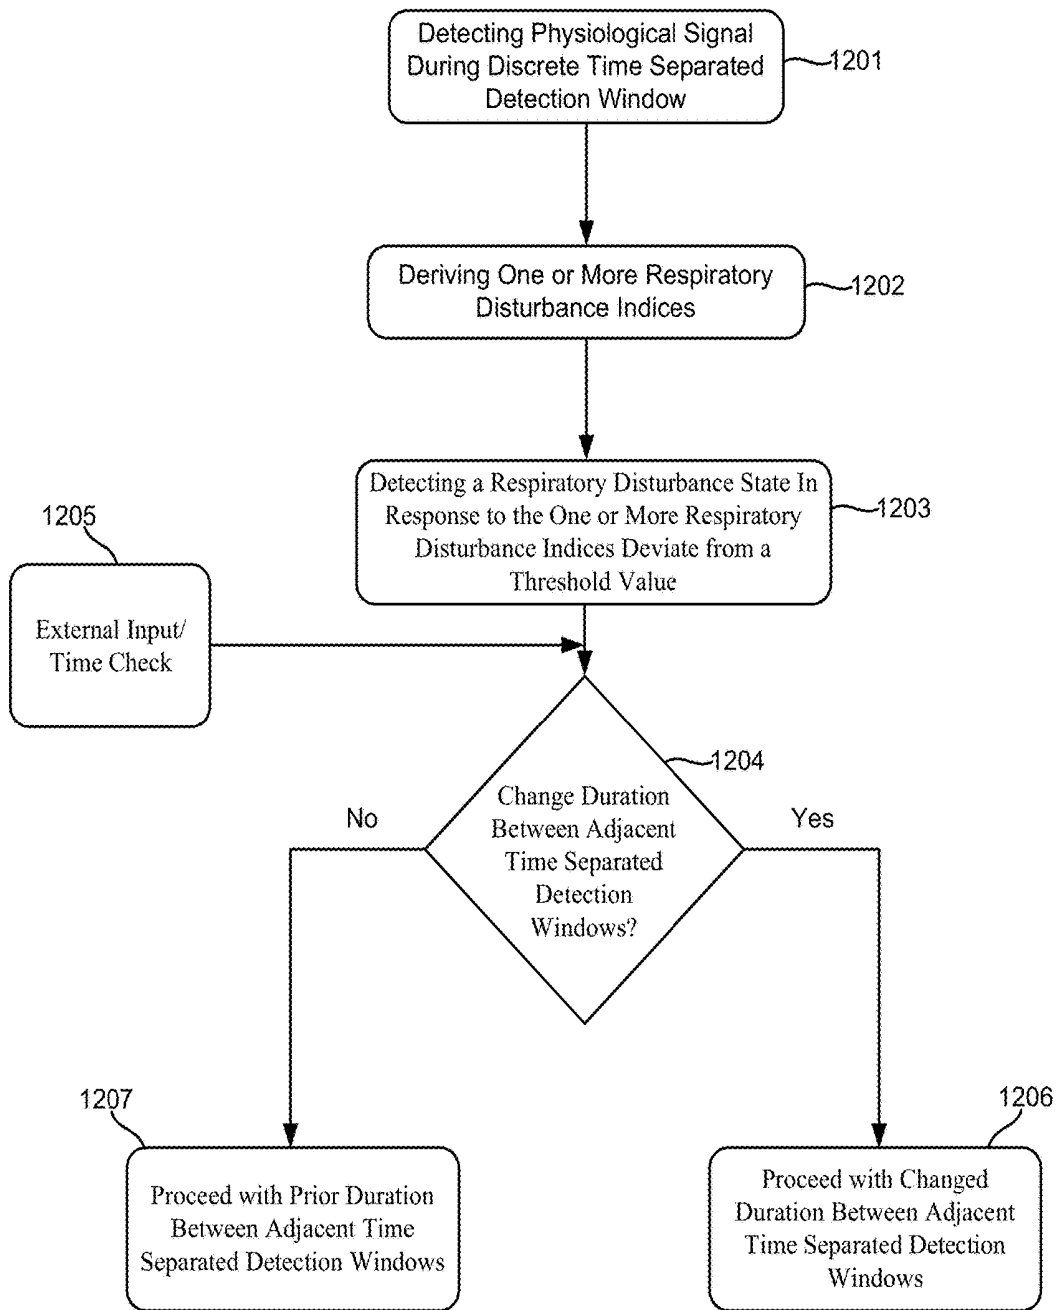 Detecting Physiological Signal
During Discrete Time Separated
Detection Window
1201
Deriving One or More Respiratory
Disturbance Indices
1202
Detecting a Respiratory Disturbance State In
Response to the One or More Respiratory
Disturbance Indices Deviate from a
Threshold Value
1203
1205
External Input/
Time Check
1204
Change Duration
Between Adjacent
Time Separated
Detection
Windows?
No
Yes
1207
Proceed with Prior Duration
Between Adjacent Time
Separated Detection Windows
1206
Proceed with Changed
Duration Between Adjacent
Time Separated Detection
Windows